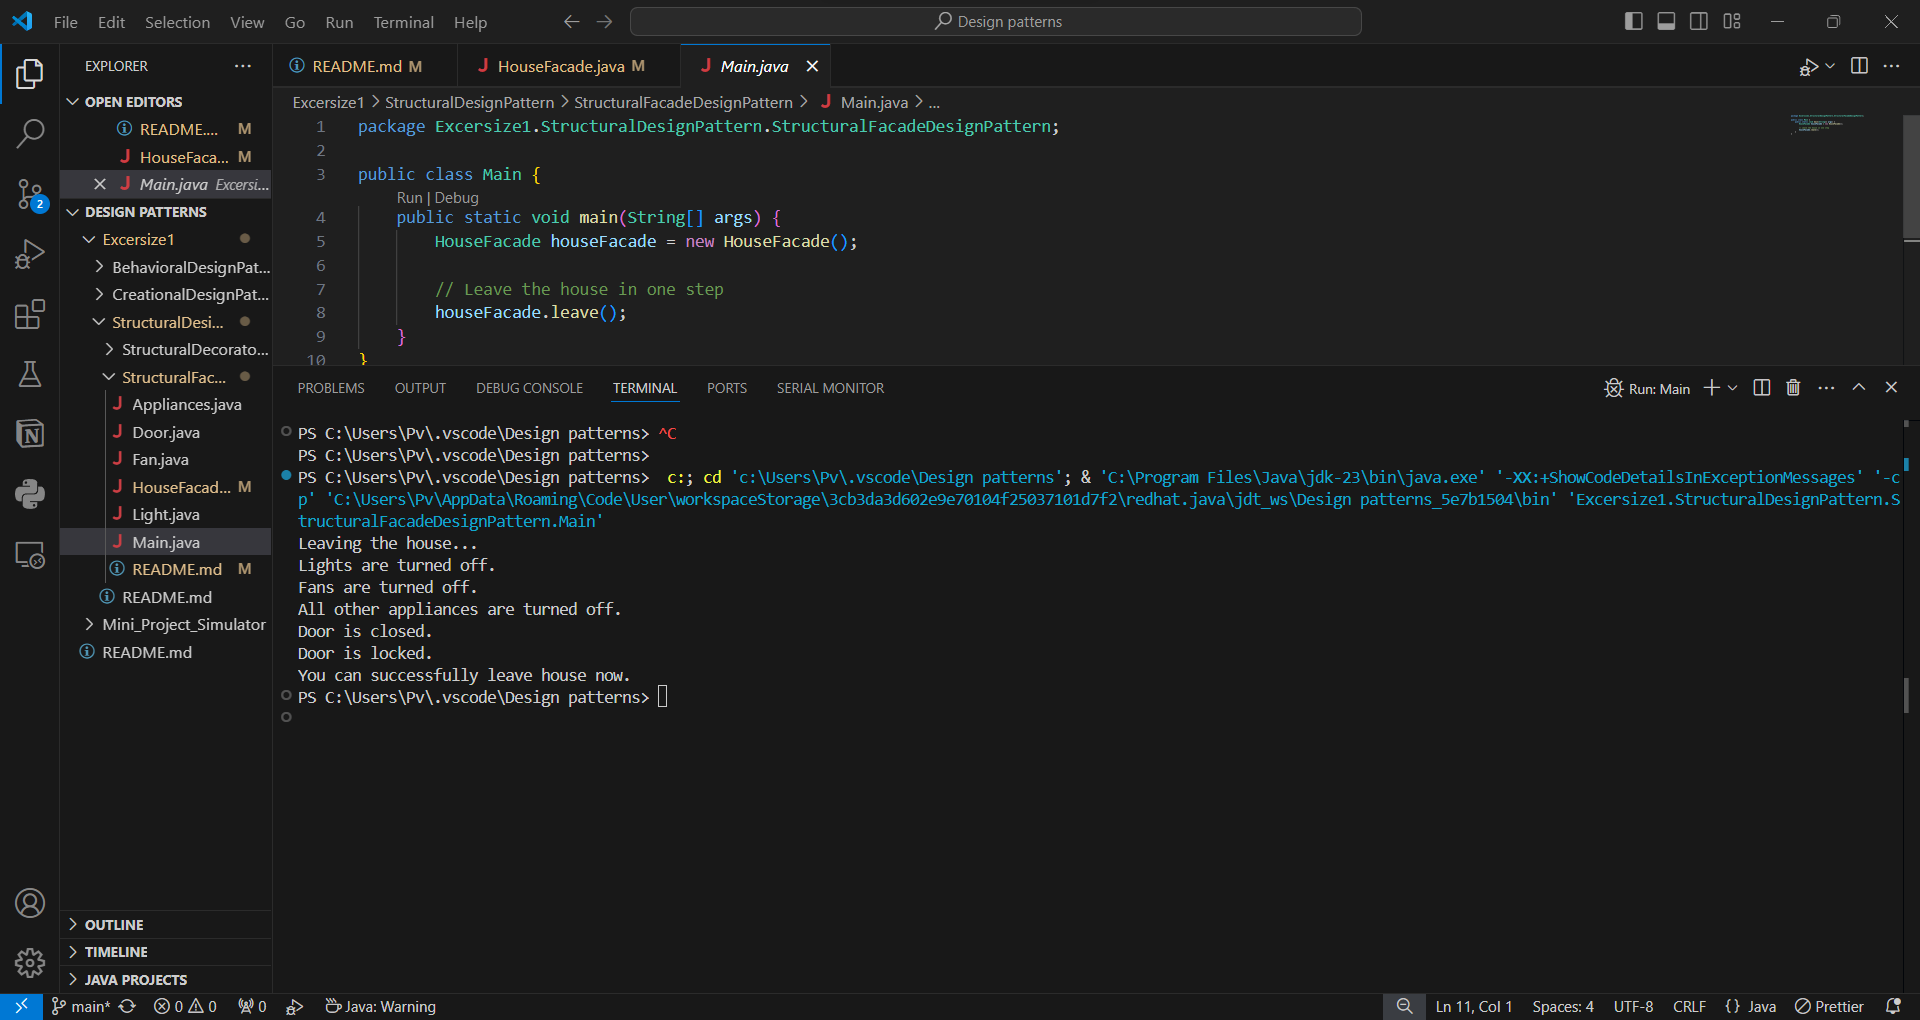 File Edit Selection View Go Run Terminal Help
Design patterns
EXPLORER
OPEN EDITORS
README.... M
HouseFaca... M
Main.java Excersi...
DESIGN PATTERNS
Excersize1
BehavioralDesignPat...
CreationalDesignPat...
StructuralDesi...
StructuralDecorato...
StructuralFac...
Appliances.java
Door.java
Fan.java
HouseFacad... M
Light.java
Main.java
README.md M
README.md
Mini_Project_Simulator
README.md
OUTLINE
TIMELINE
JAVA PROJECTS
README.md M HouseFacade.java M Main.java
Excersize1 > StructuralDesignPattern > StructuralFacadeDesignPattern > Main.java > ...
1 package Excersize1.StructuralDesignPattern.StructuralFacadeDesignPattern;
2
3 public class Main {
Run | Debug
4 public static void main(String[] args) {
5 HouseFacade houseFacade = new HouseFacade();
6
7 // Leave the house in one step
8 houseFacade.leave();
9 }
10 }
PROBLEMS OUTPUT DEBUG CONSOLE TERMINAL PORTS SERIAL MONITOR
Run: Main
PS C:\Users\Pv\.vscode\Design patterns> ^C
PS C:\Users\Pv\.vscode\Design patterns>
PS C:\Users\Pv\.vscode\Design patterns> c:; cd 'c:\Users\Pv\.vscode\Design patterns'; & 'C:\Program Files\Java\jdk-23\bin\java.exe' '-XX:+ShowCodeDetailsInExceptionMessages' '-c
p' 'C:\Users\Pv\AppData\Roaming\Code\User\workspaceStorage\3cb3da3d602e9e70104f25037101d7f2\redhat.java\jdt_ws\Design patterns_5e7b1504\bin' 'Excersize1.StructuralDesignPattern.S
tructuralFacadeDesignPattern.Main'
Leaving the house...
Lights are turned off.
Fans are turned off.
All other appliances are turned off.
Door is closed.
Door is locked.
You can successfully leave house now.
PS C:\Users\Pv\.vscode\Design patterns>
2
main* 0 0 0 Java: Warning Ln 11, Col 1 Spaces: 4 UTF-8 CRLF {} Java Prettier